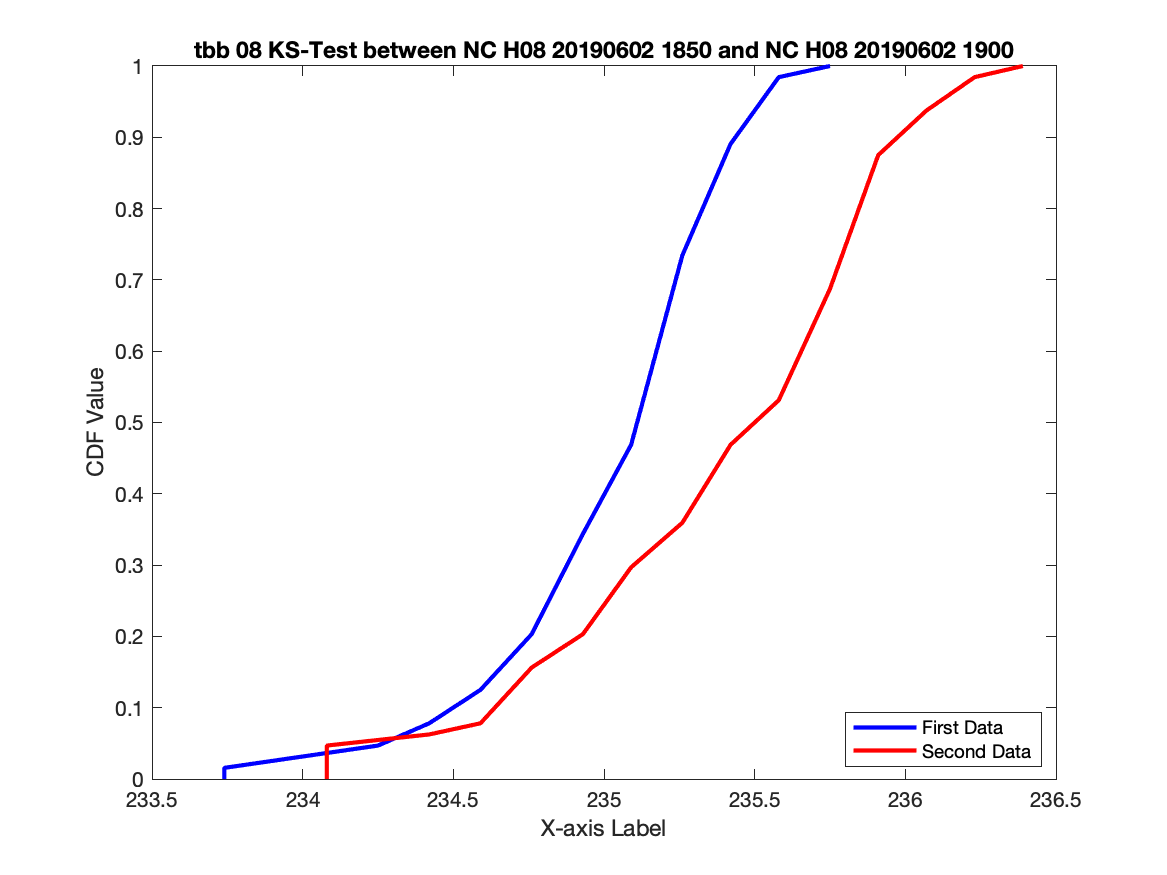 tbb 08 KS-Test between NC H08 20190602 1850 and NC H08 20190602 1900
1
0.9
0.8
0.7
0.6
0.5
0.4
0.3
0.2
0.1
0
CDF Value
First Data
Second Data
233.5 234 234.5 235 235.5 236 236.5
X-axis Label